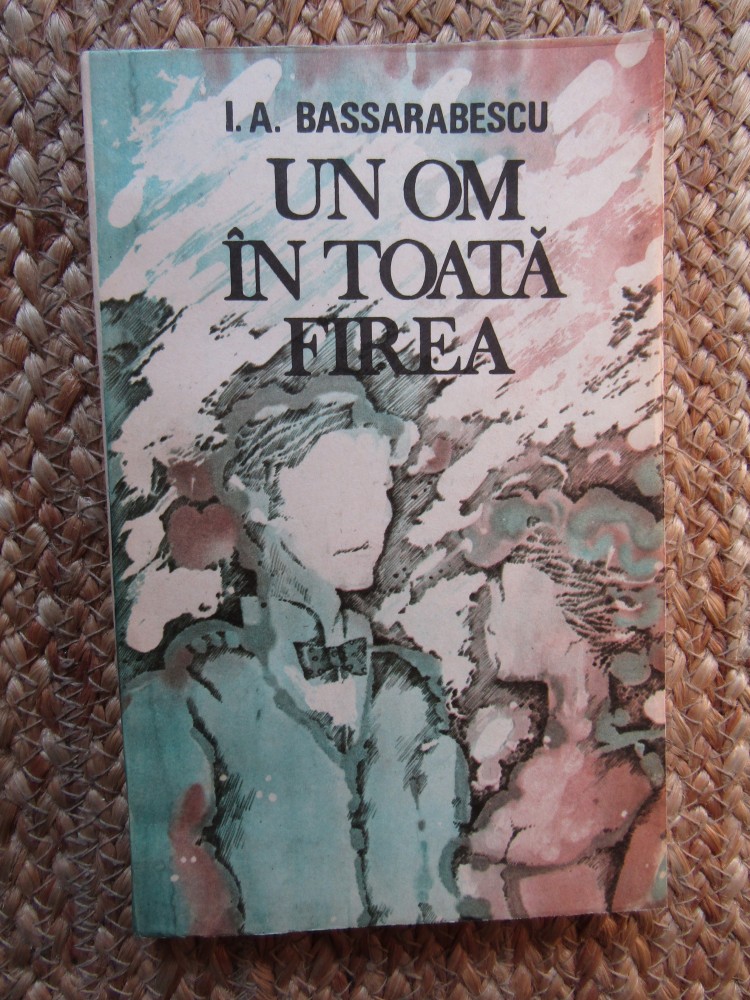 I. A. BASSARABESCU
UN OM
ÎN TOATĂ
FIREA